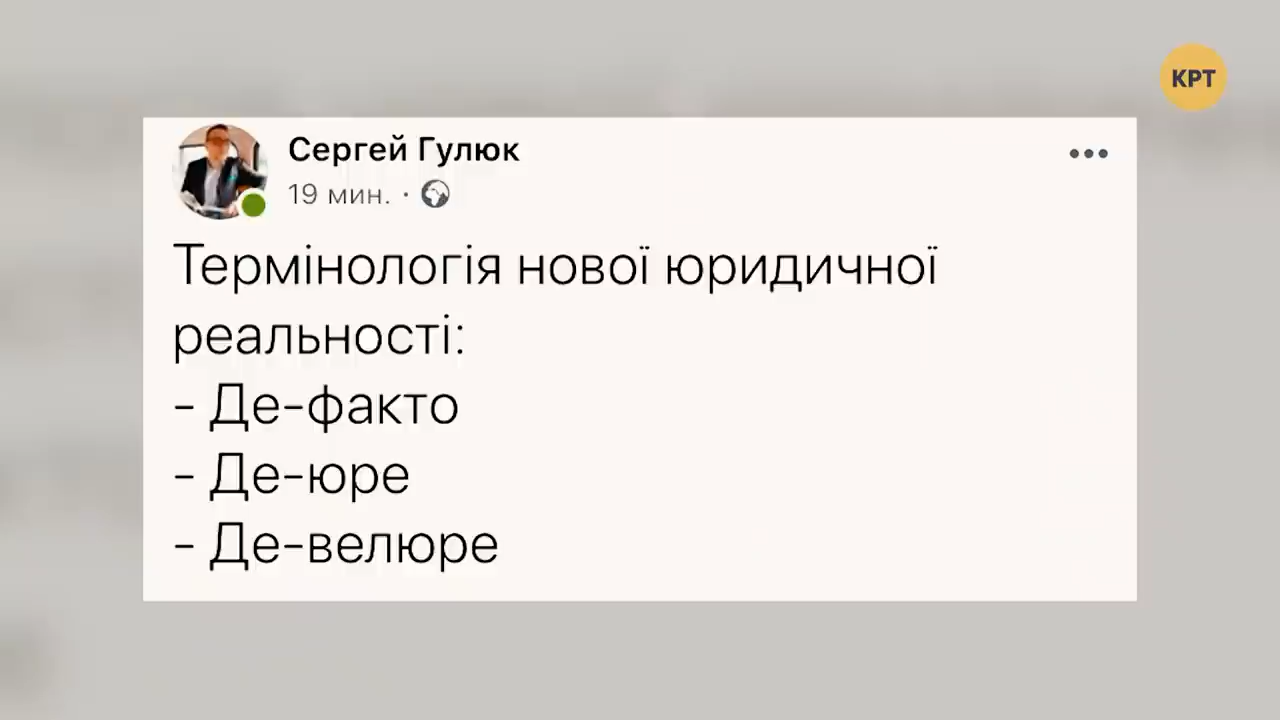 КРТ
Сергей Гулюк
19 мин. ·
Термінологія нової юридичної
реальності:
- Де-факто
- Де-юре
- Де-велюре